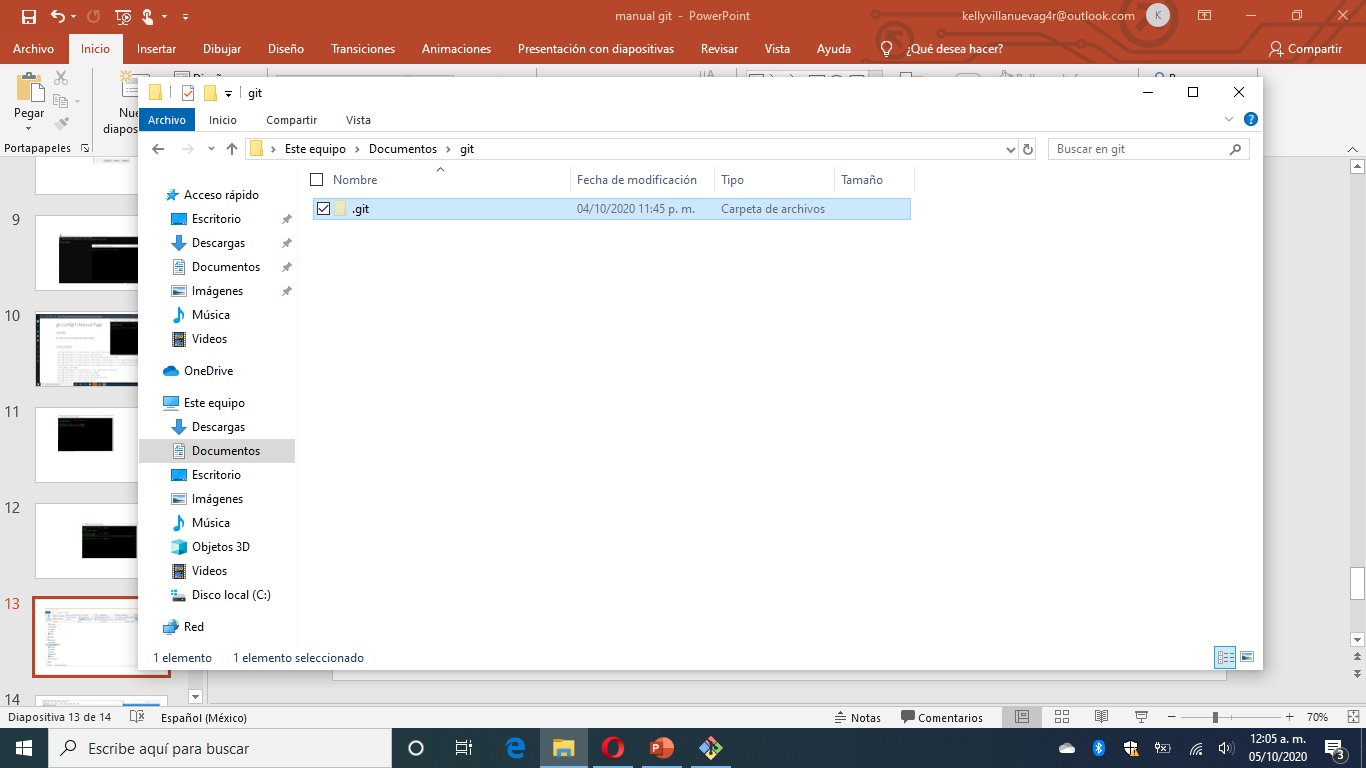 manual git - PowerPoint
kellyvillanuevag4r@outlook.com
K
Archivo
Inicio
Insertar
Dibujar
Diseño
Transiciones
Animaciones
Presentación con diapositivas
Revisar
Vista
Ayuda
¿Qué desea hacer?
Compartir
Pegar
Portapapeles
git
Archivo
Inicio
Compartir
Vista
Este equipo > Documentos > git
Buscar en git
Nombre
Fecha de modificación
Tipo
Tamaño
.git
04/10/2020 11:45 p. m.
Carpeta de archivos
Acceso rápido
Escritorio
Descargas
Documentos
Imágenes
Música
Videos
OneDrive
Este equipo
Descargas
Documentos
Escritorio
Imágenes
Música
Objetos 3D
Videos
Disco local (C:)
Red
1 elemento
1 elemento seleccionado
9
10
11
12
13
14
Diapositiva 13 de 14
Español (México)
Notas
Comentarios
70%
Escribe aquí para buscar
12:05 a. m.
05/10/2020
3